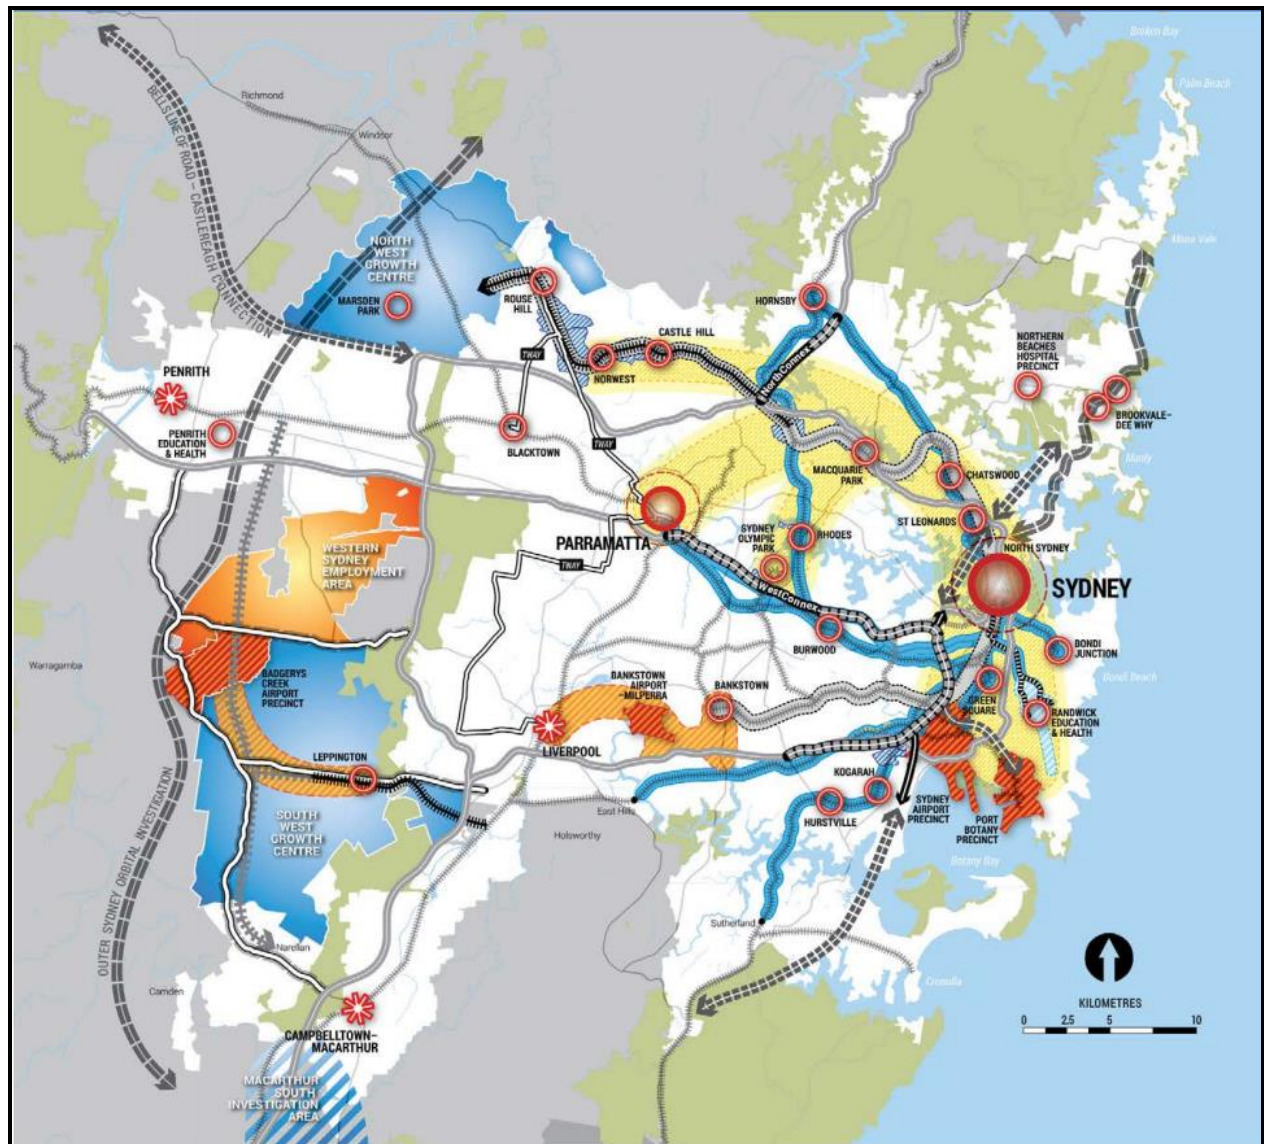 Broken Bay
Palm Beach
Richmond
BELLS LINE OF ROAD – CASTLEREAGH CONNECTION
Windsor
Mona Vale
NORTH
WEST
GROWTH
CENTRE
MARSDEN
PARK
ROUSE
HILL
HORNSBY
CASTLE HILL
NORTHERN
BEACHES
HOSPITAL
PRECINCT
TWAY
NORWEST
NorthConnex
PENRITH
BROOKVALE–
DEE WHY
PENRITH
EDUCATION
& HEALTH
BLACKTOWN
TWAY
MACQUARIE
PARK
CHATSWOOD
Manly
PARRAMATTA
SYDNEY
OLYMPIC
PARK
RHODES
ST LEONARDS
NORTH SYDNEY
WESTERN
SYDNEY
EMPLOYMENT
AREA
TWAY
WestConnex
SYDNEY
BURWOOD
BONDI
JUNCTION
Warragamba
BADGERYS
CREEK
AIRPORT
PRECINCT
BANKSTOWN
AIRPORT
–MILPERRA
BANKSTOWN
Bondi Beach
GREEN
SQUARE
RANDWICK
EDUCATION
& HEALTH
LIVERPOOL
LEPPINGTON
KOGARAH
East Hills
HURSTVILLE
SYDNEY
AIRPORT
PRECINCT
PORT
BOTANY
PRECINCT
SOUTH
WEST
GROWTH
CENTRE
Holsworthy
Botany Bay
OUTER SYDNEY ORBITAL INVESTIGATION
Sutherland
Narellan
Cronulla
Camden
CAMPBELLTOWN–
MACARTHUR
KILOMETRES
0 2.5 5 10
MACARTHUR
SOUTH
INVESTIGATION
AREA